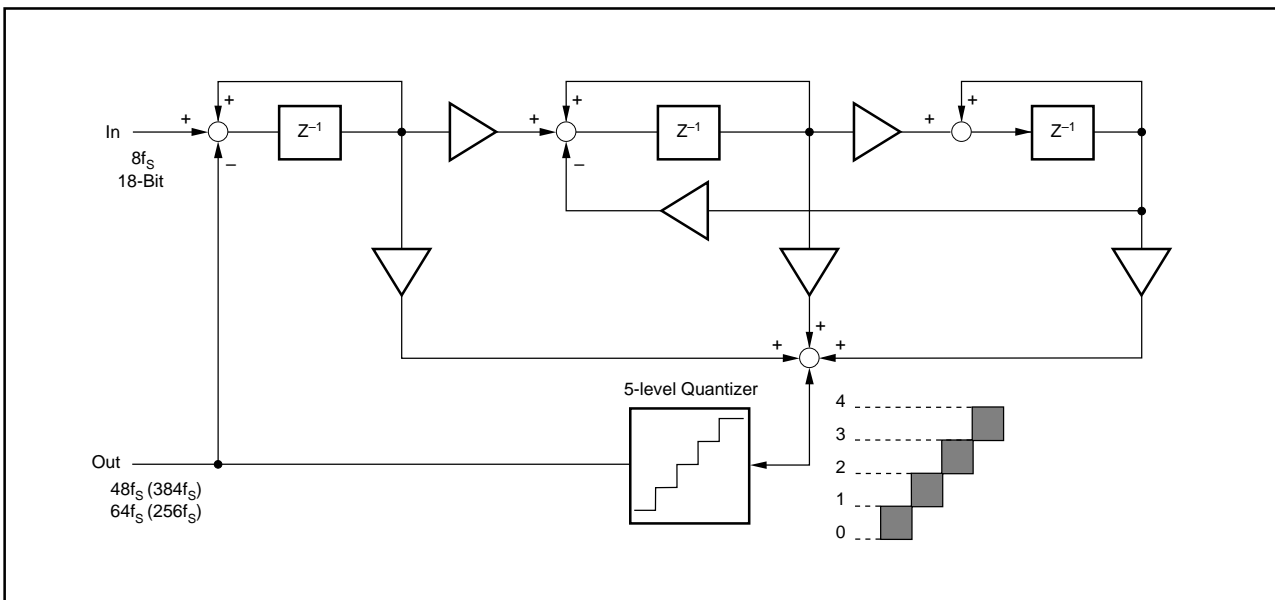 +
+
+
+
+
+
In
Z⁻¹
Z⁻¹
Z⁻¹
–
–
8fS
18-Bit
+
+
+
5-level Quantizer
4
3
2
1
0
Out
48fS (384fS)
64fS (256fS)